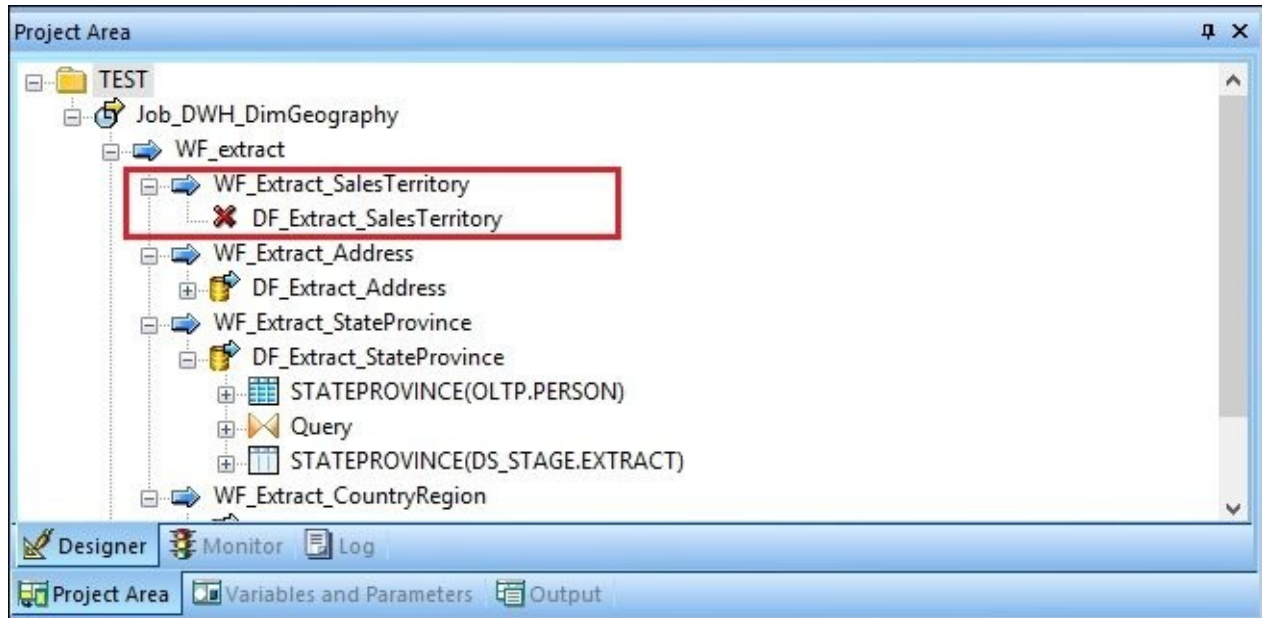 Project Area
TEST
Job_DWH_DimGeography
WF_extract
WF_Extract_SalesTerritory
DF_Extract_SalesTerritory
WF_Extract_Address
DF_Extract_Address
WF_Extract_StateProvince
DF_Extract_StateProvince
STATEPROVINCE(OLTP.PERSON)
Query
STATEPROVINCE(DS_STAGE.EXTRACT)
WF_Extract_CountryRegion
Designer Monitor Log
Project Area Variables and Parameters Output